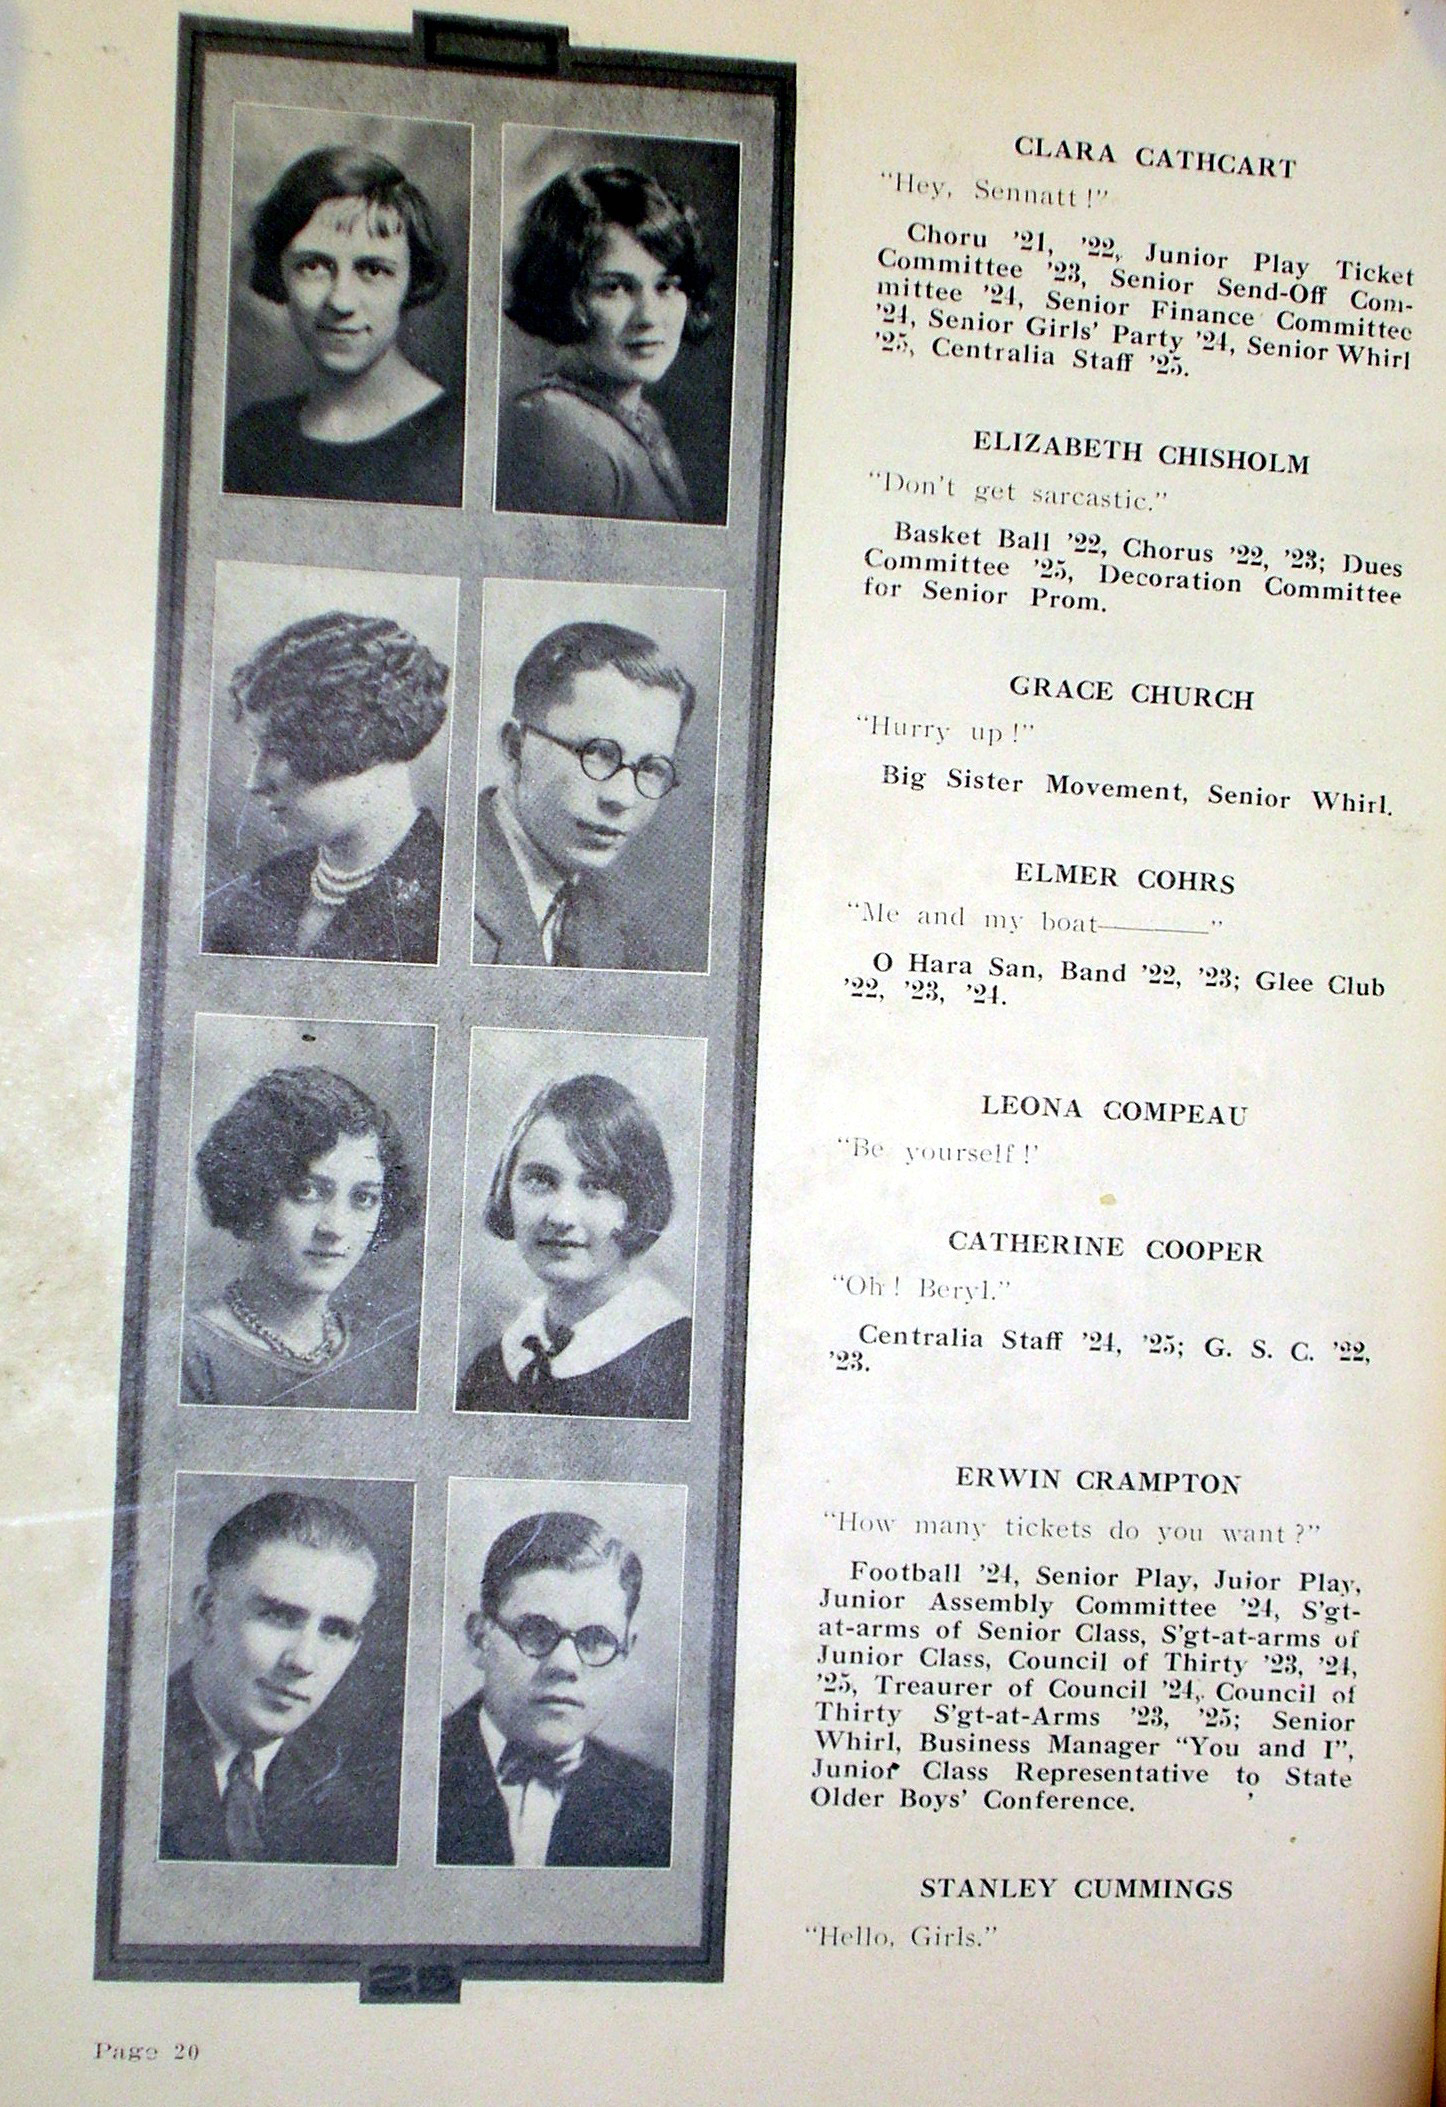 CLARA CATHCART
“Hey, Sennatt!”
Choru ’21, ’22, Junior Play Ticket
Committee ’23, Senior Send-Off Com-
mittee ’24, Senior Finance Committee
’24, Senior Girls’ Party ’24, Senior Whirl
’25, Centralia Staff ’25.
ELIZABETH CHISHOLM
“Don’t get sarcastic.”
Basket Ball ’22, Chorus ’22, ’23; Dues
Committee ’25, Decoration Committee
for Senior Prom.
GRACE CHURCH
“Hurry up!”
Big Sister Movement, Senior Whirl.
ELMER COHRS
“Me and my boat————”
O Hara San, Band ’22, ’23; Glee Club
’22, ’23, ’24.
LEONA COMPEAU
“Be yourself!’
CATHERINE COOPER
“Oh! Beryl.”
Centralia Staff ’24, ’25; G. S. C. ’22,
’23.
ERWIN CRAMPTON
“How many tickets do you want?”
Football ’24, Senior Play, Juior Play,
Junior Assembly Committee ’24, S’gt-
at-arms of Senior Class, S’gt-at-arms of
Junior Class, Council of Thirty ’23, ’24,
’25, Treaurer of Council ’24, Council of
Thirty S’gt-at-Arms ’23, ’25; Senior
Whirl, Business Manager “You and I”,
Junior Class Representative to State
Older Boys’ Conference.
STANLEY CUMMINGS
“Hello, Girls.”
25
Page 20